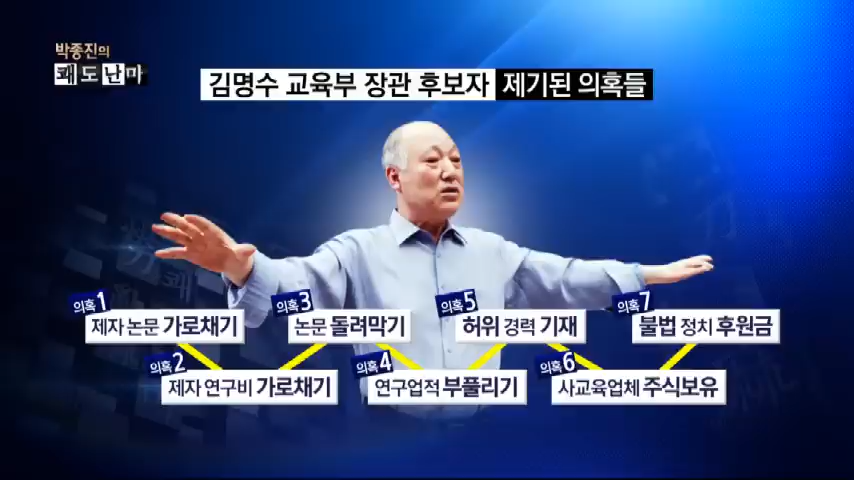 박종진의
쾌도난마
김명수 교육부 장관 후보자 제기된 의혹들
의혹1
제자 논문 가로채기
의혹2
제자 연구비 가로채기
의혹3
논문 돌려막기
의혹4
연구업적 부풀리기
의혹5
허위 경력 기재
의혹6
사교육업체 주식보유
의혹7
불법 정치 후원금